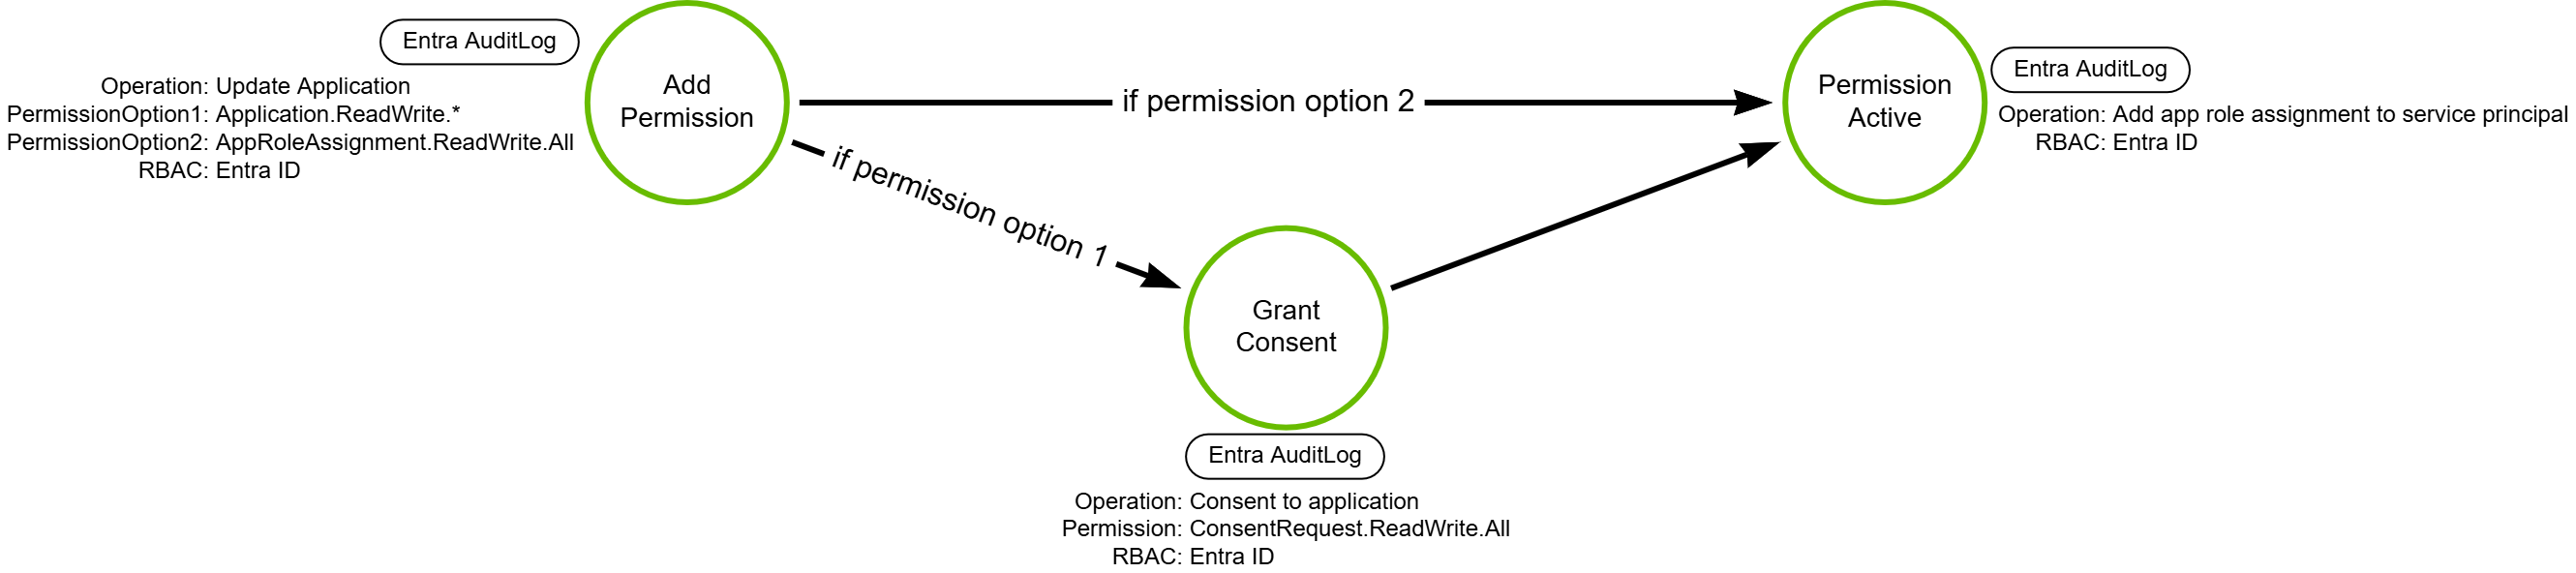 Entra AuditLog
Operation: Update Application
PermissionOption1: Application.ReadWrite.*
PermissionOption2: AppRoleAssignment.ReadWrite.All
RBAC: Entra ID
Add
Permission
if permission option 2
if permission option 1
Permission
Active
Entra AuditLog
Operation: Add app role assignment to service principal
RBAC: Entra ID
Grant
Consent
Entra AuditLog
Operation: Consent to application
Permission: ConsentRequest.ReadWrite.All
RBAC: Entra ID